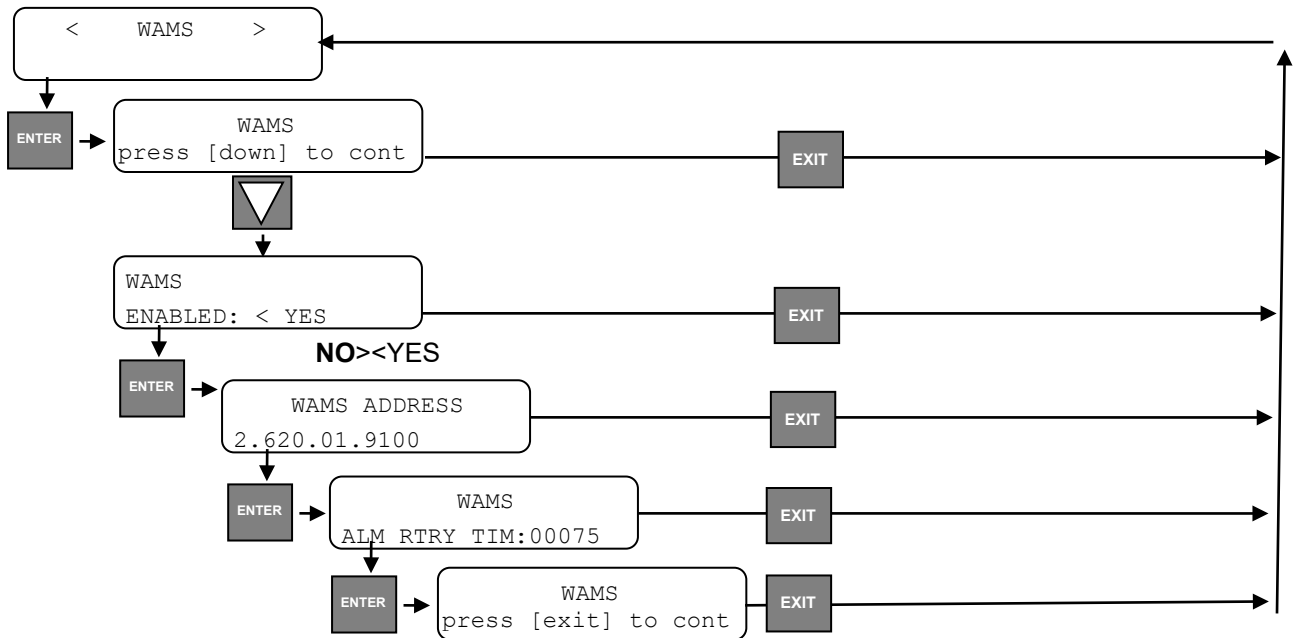 < WAMS >
ENTER
WAMS
press [down] to cont
EXIT
WAMS
ENABLED: < YES
EXIT
NO><YES
ENTER
WAMS ADDRESS
2.620.01.9100
EXIT
ENTER
WAMS
ALM RTRY TIM:00075
EXIT
ENTER
WAMS
press [exit] to cont
EXIT